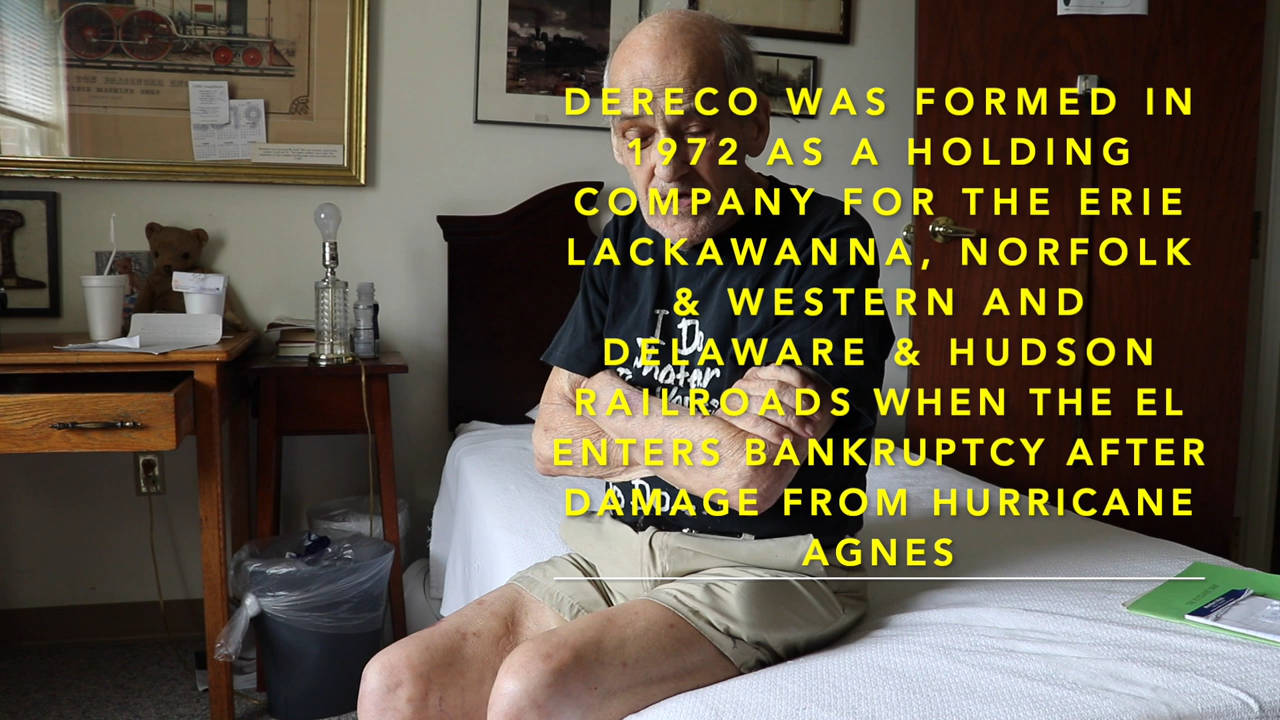 DERECO WAS FORMED IN
1972 AS A HOLDING
COMPANY FOR THE ERIE
LACKAWANNA, NORFOLK
& WESTERN AND
DELAWARE & HUDSON
RAILROADS WHEN THE EL
ENTERS BANKRUPTCY AFTER
DAMAGE FROM HURRICANE
AGNES
I Do